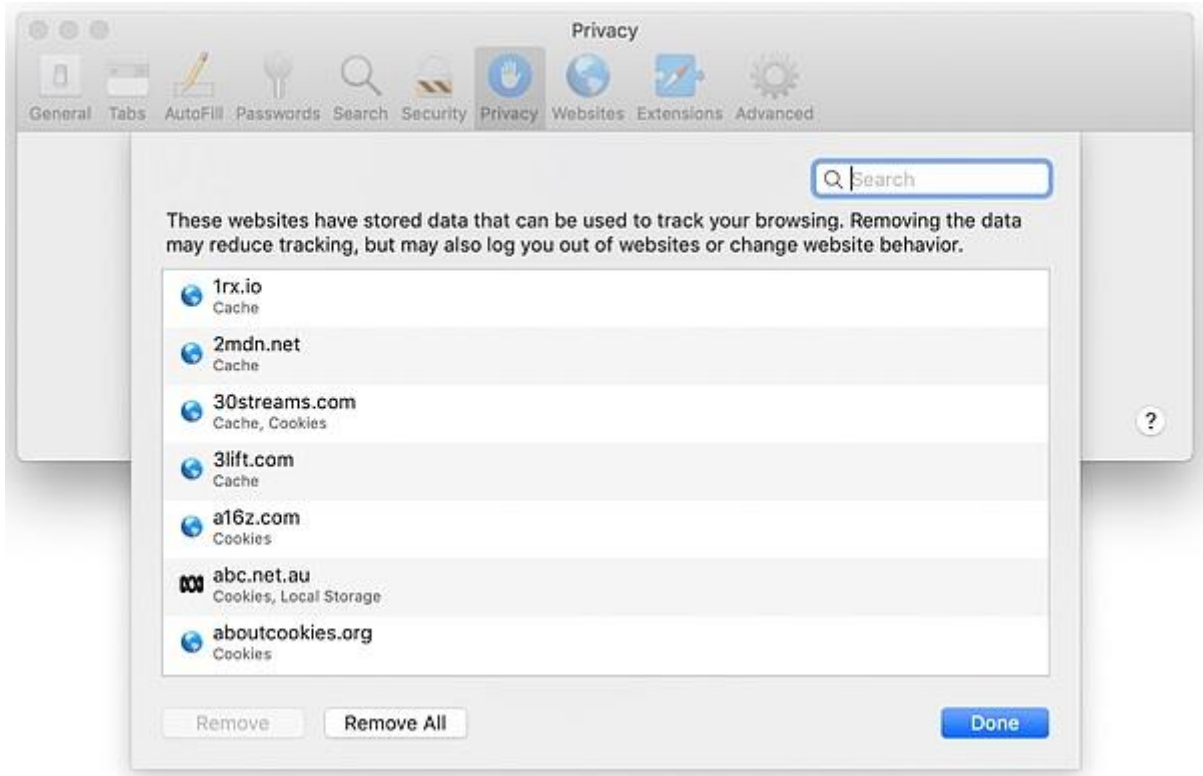 Privacy
General Tabs AutoFill Passwords Search Security Privacy Websites Extensions Advanced
Search
These websites have stored data that can be used to track your browsing. Removing the data
may reduce tracking, but may also log you out of websites or change website behavior.
1rx.io
Cache
2mdn.net
Cache
30streams.com
Cache, Cookies
3lift.com
Cache
a16z.com
Cookies
abc.net.au
Cookies, Local Storage
aboutcookies.org
Cookies
?
Remove Remove All Done